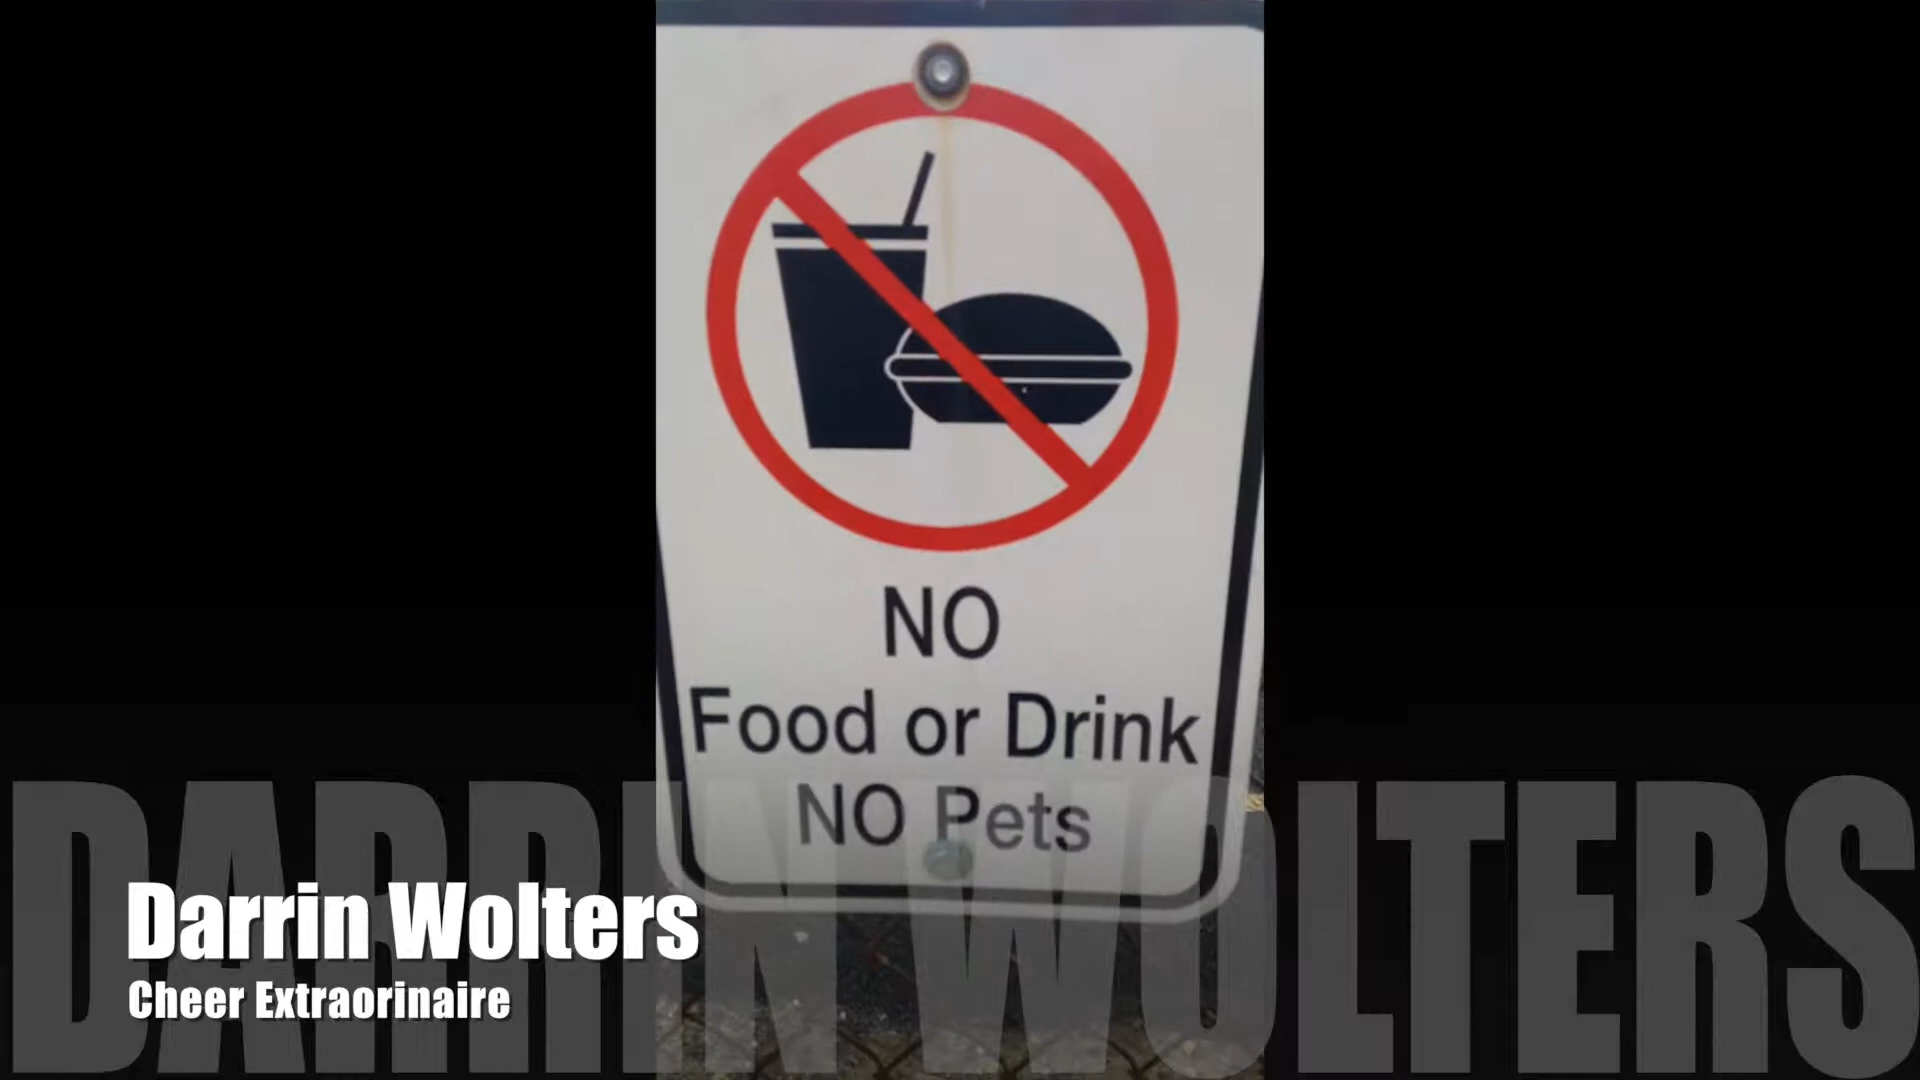 NO
Food or Drink
NO Pets
DARRIN WOLTERS
Darrin Wolters
Cheer Extraorinaire